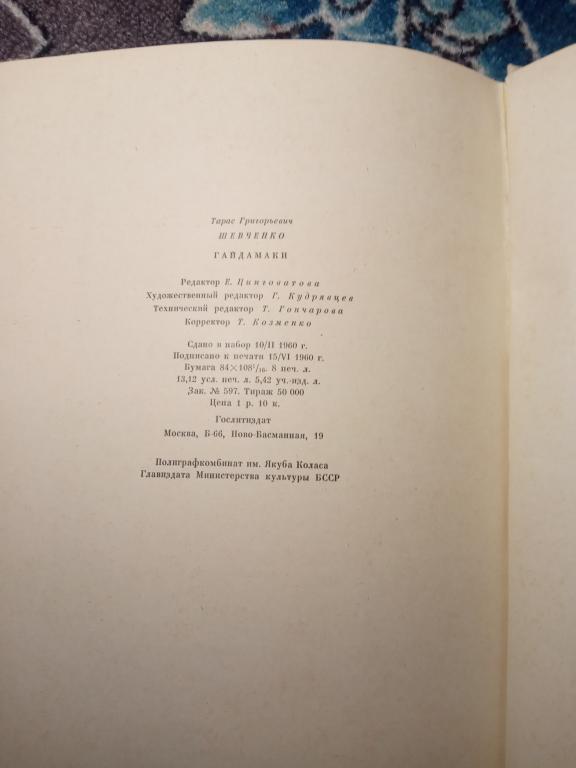 Тарас Григорьевич
ШЕВЧЕНКО
ГАЙДАМАКИ
Редактор Е. Цинговатова
Художественный редактор Г. Кудрявцев
Технический редактор Т. Гончарова
Корректор Т. Козменко
Сдано в набор 10/II 1960 г.
Подписано к печати 15/VI 1960 г.
Бумага 84×108¹/₁₆. 8 печ. л.
13,12 усл. печ. л. 5,42 уч.-изд. л.
Зак. № 597. Тираж 50 000
Цена 1 р. 10 к.
Гослитиздат
Москва, Б-66, Ново-Басманная, 19
Полиграфкомбинат им. Якуба Коласа
Главиздата Министерства культуры БССР